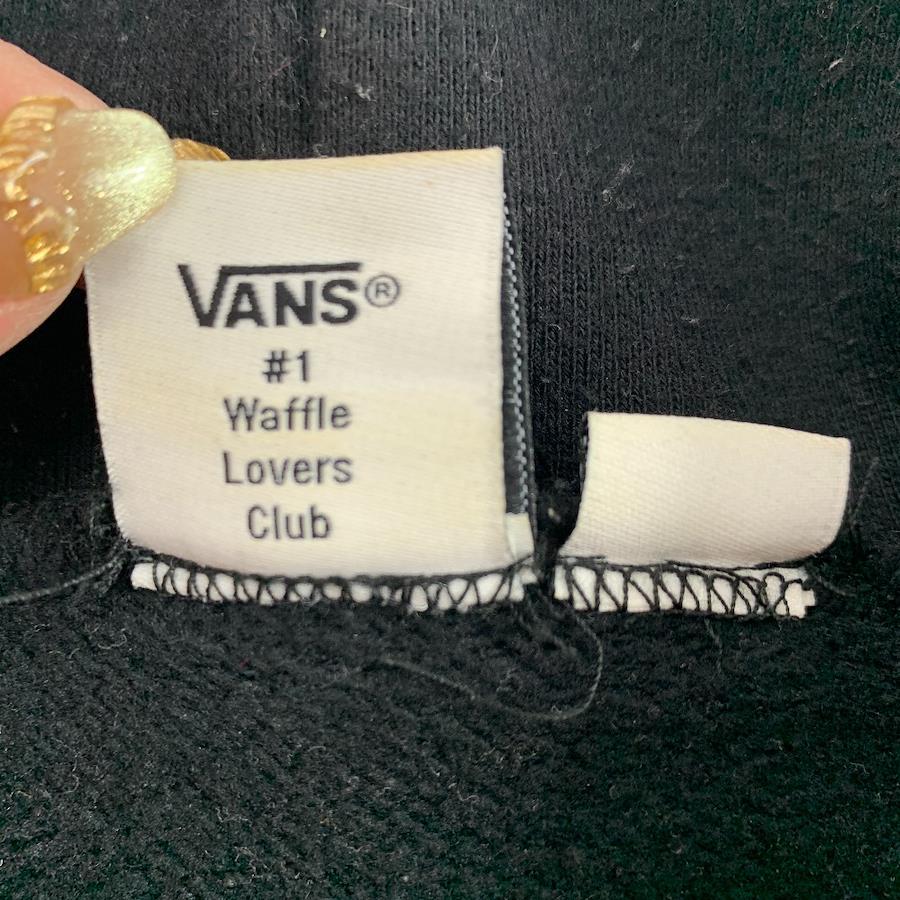 VANS®
#1
Waffle
Lovers
Club